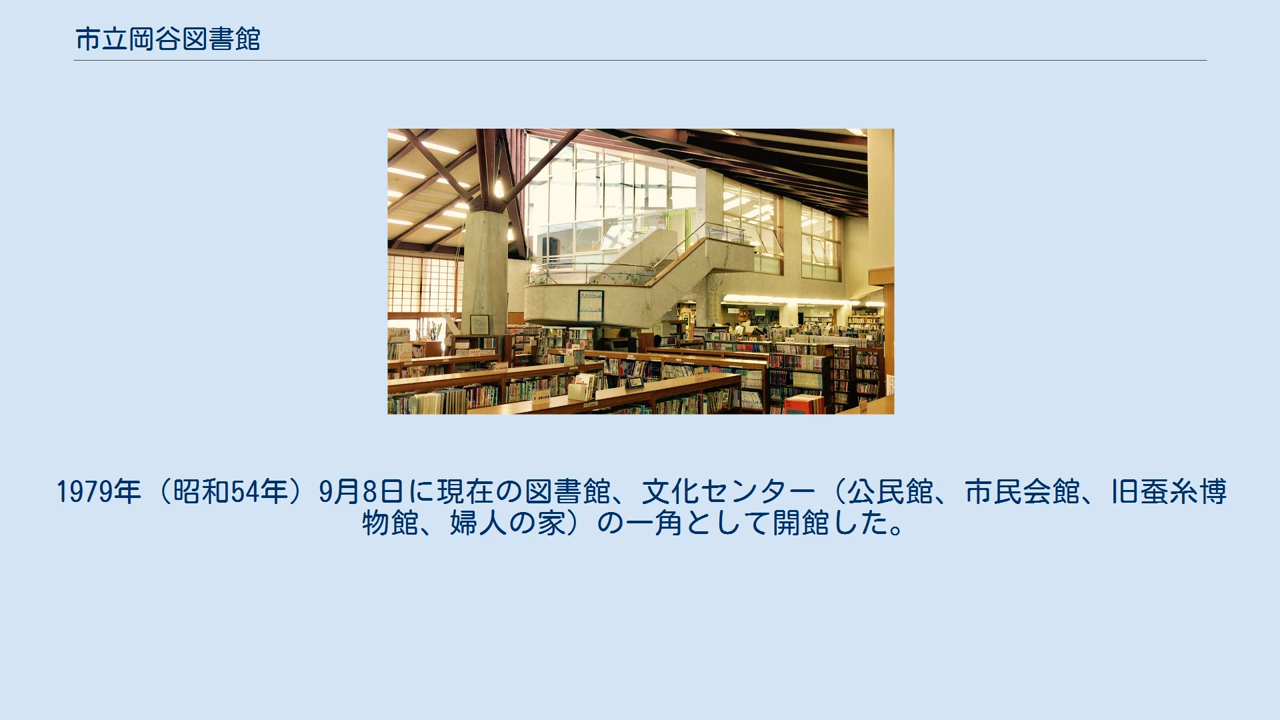 市立岡谷図書館
1979年（昭和54年）9月8日に現在の図書館、文化センター（公民館、市民会館、旧蚕糸博
物館、婦人の家）の一角として開館した。